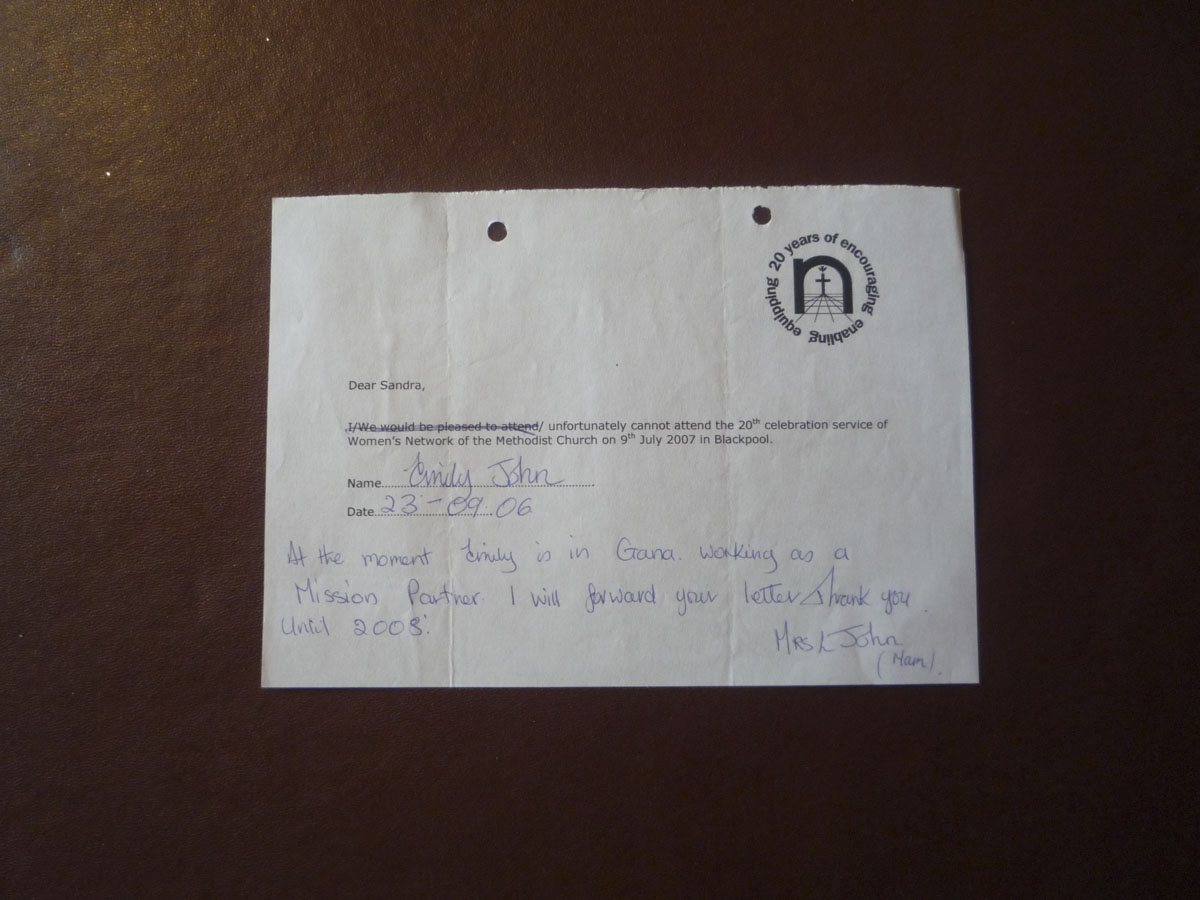 20 years of encouraging enabling equipping
n
Dear Sandra,
I/We would be pleased to attend/ unfortunately cannot attend the 20th celebration service of
Women's Network of the Methodist Church on 9th July 2007 in Blackpool.
Name......Emily John......
Date...23-09.06
At the moment Emily is in Gana. working as a
Mission Partner. I will forward your letter Thank you.
Until 2008.
Mrs L John
(Mam).